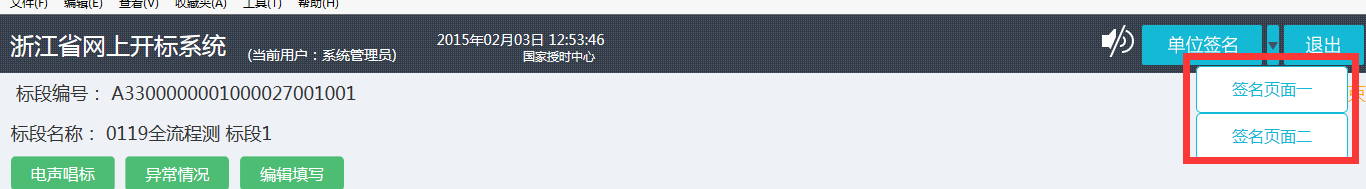 文件(F) 编辑(E) 查看(V) 收藏夹(A) 工具(T) 帮助(H)
浙江省网上开标系统 (当前用户：系统管理员) 2015年02月03日 12:53:46 单位签名 退出
国家授时中心
标段编号： A3300000001000027001001 签名页面一
标段名称： 0119全流程测 标段1 签名页面二
电声唱标 异常情况 编辑填写